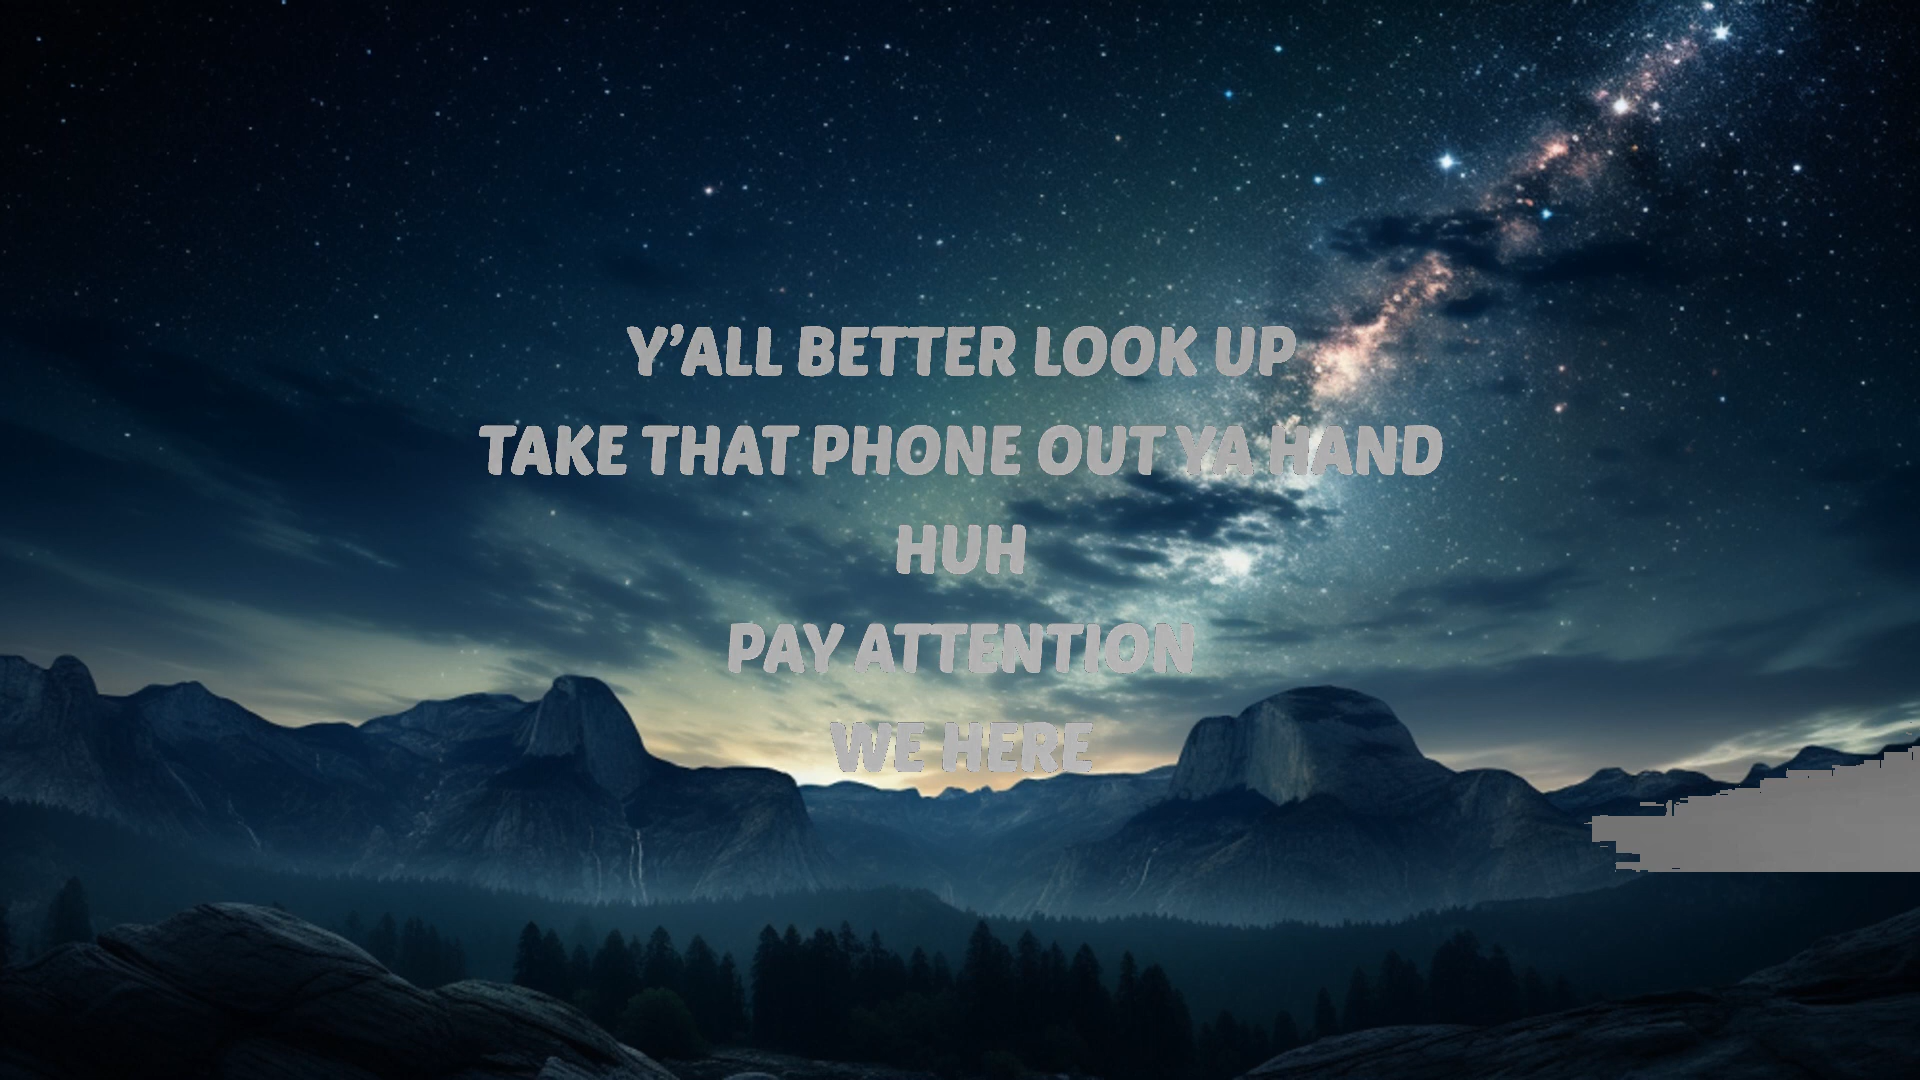 Y’ALL BETTER LOOK UP
TAKE THAT PHONE OUT YA HAND
HUH
PAY ATTENTION
WE HERE